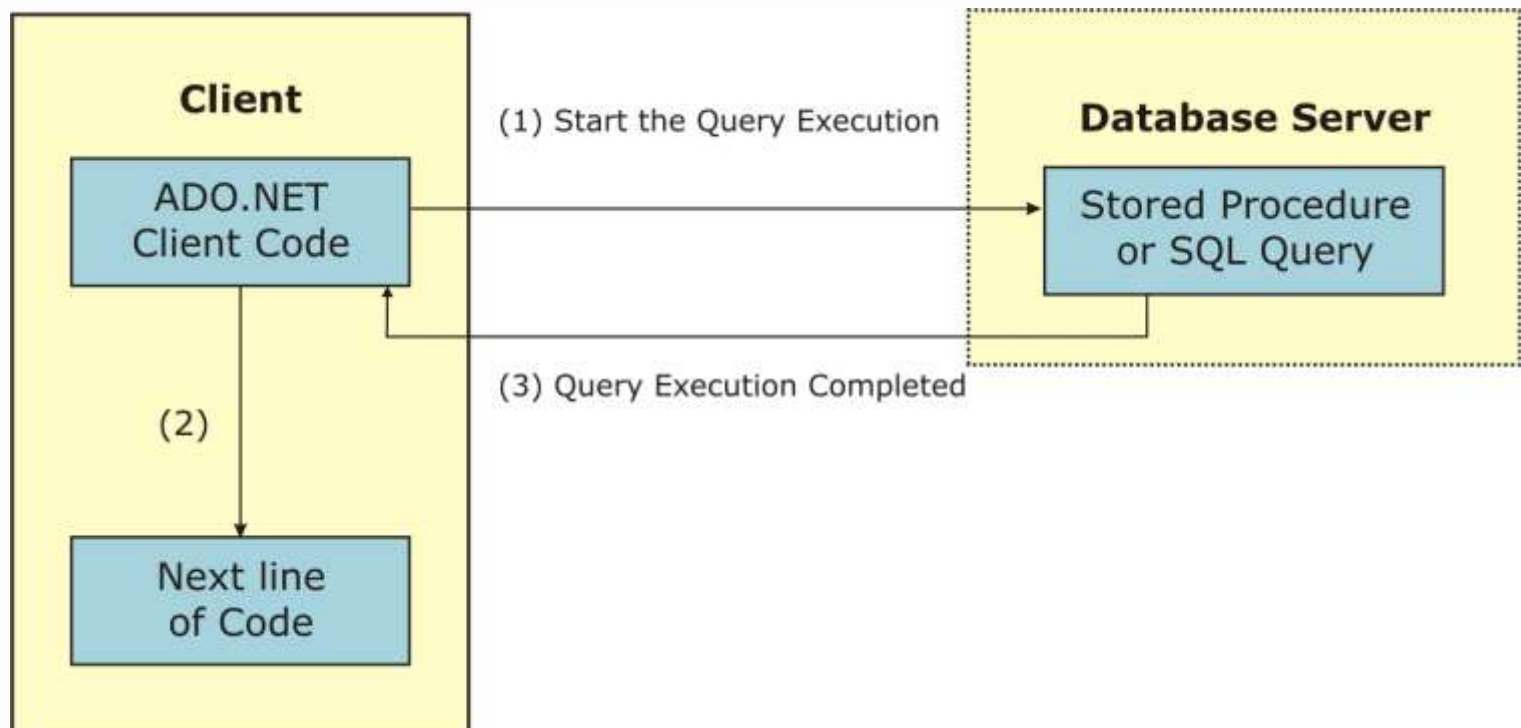 Client
ADO.NET
Client Code
(1) Start the Query Execution
Database Server
Stored Procedure
or SQL Query
(3) Query Execution Completed
(2)
Next line
of Code